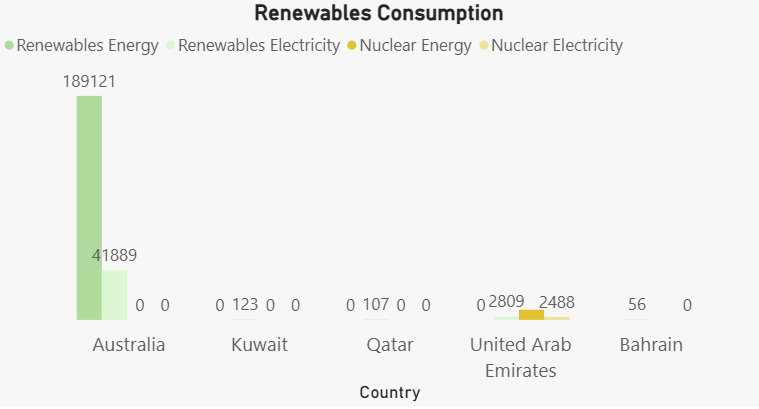 Renewables Consumption
Renewables Energy Renewables Electricity Nuclear Energy Nuclear Electricity
189121
41889
0 0 0 123 0 0 0 107 0 0 0 2809 2488 56 0
Australia Kuwait Qatar United Arab Emirates Bahrain
Country